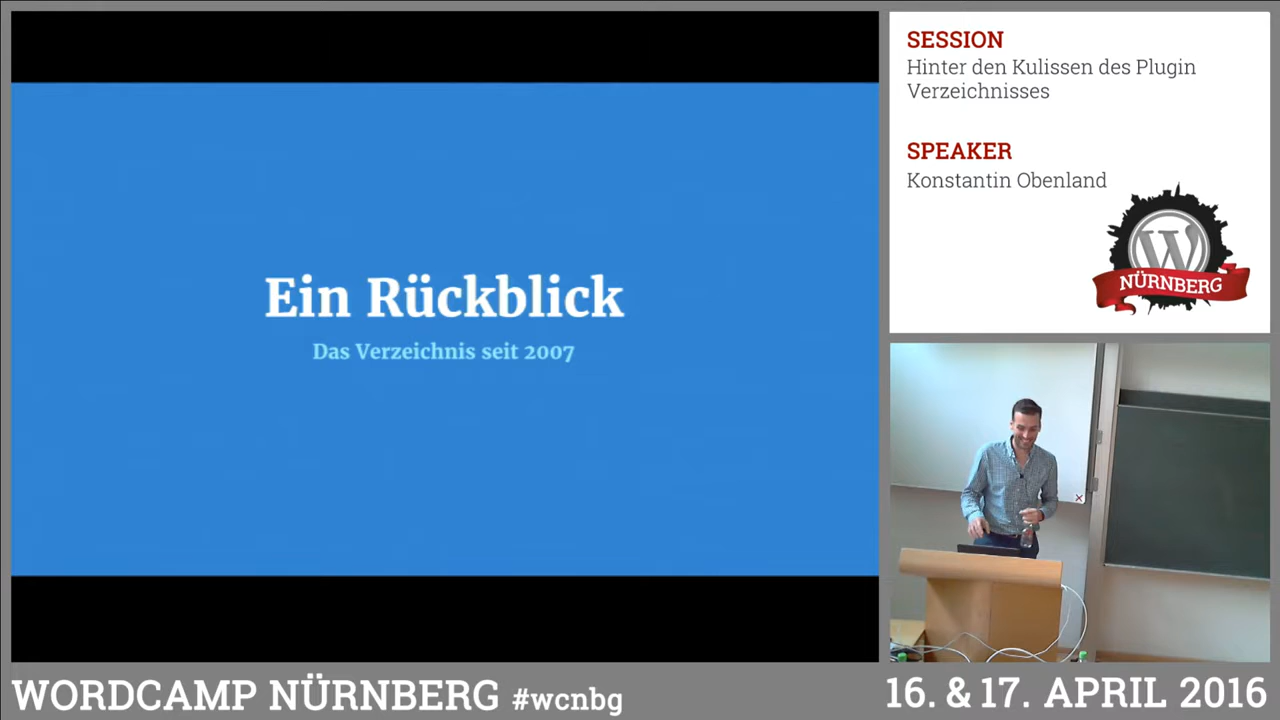 Ein Rückblick
Das Verzeichnis seit 2007
SESSION
Hinter den Kulissen des Plugin
Verzeichnisses
SPEAKER
Konstantin Obenland
W
NÜRNBERG
WORDCAMP NÜRNBERG #wcnbg
16. & 17. APRIL 2016